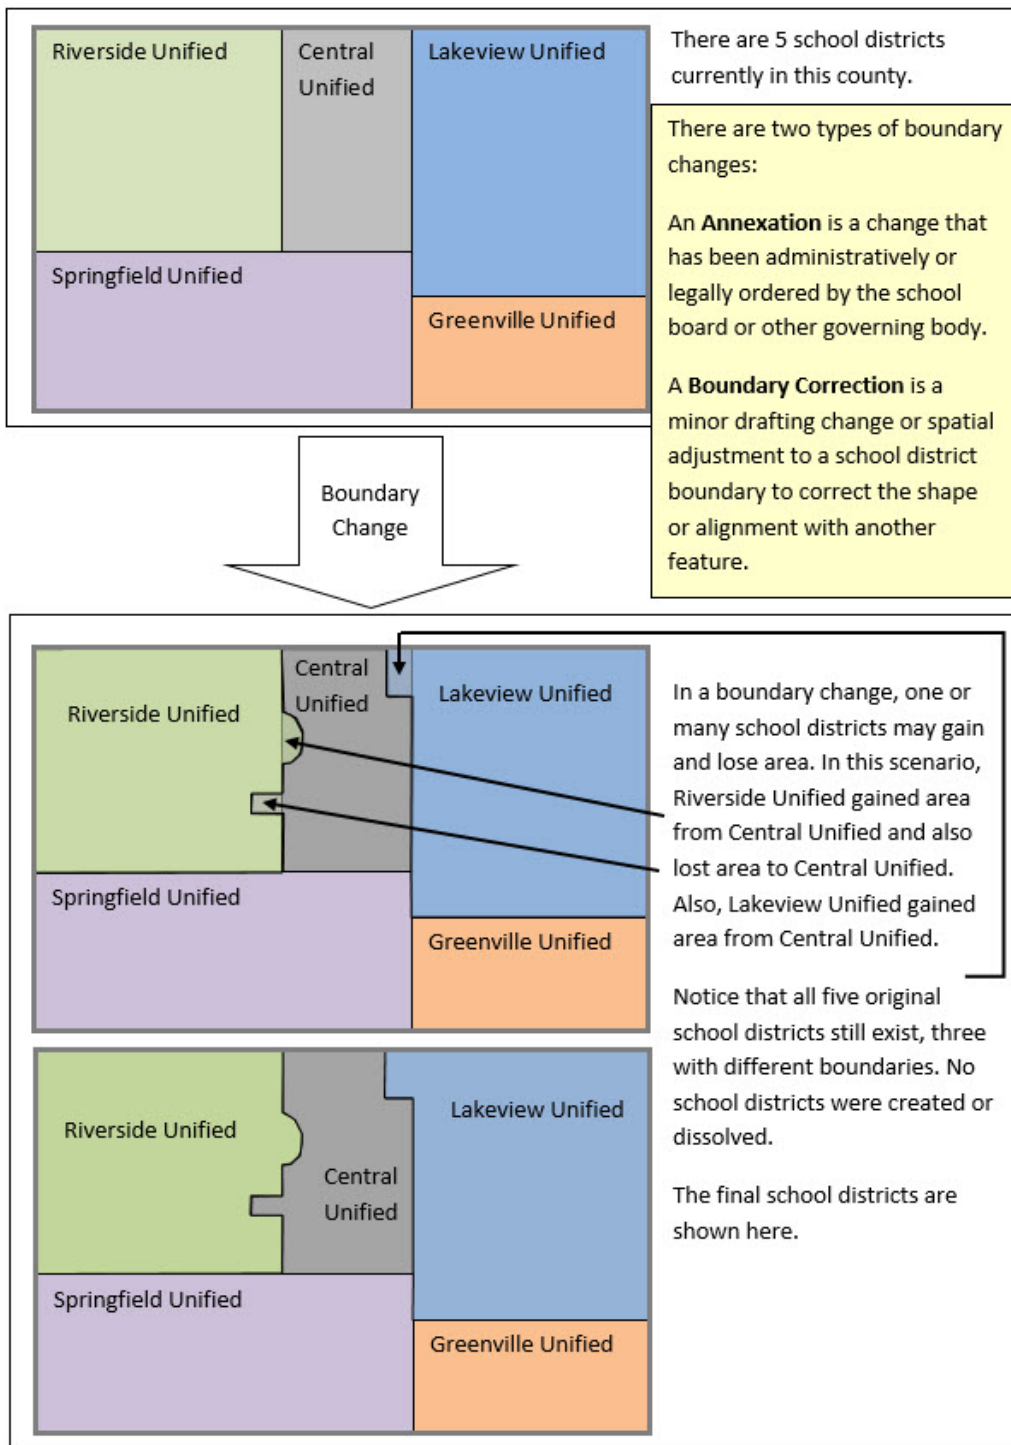 Riverside Unified
Central
Unified
Lakeview Unified
Springfield Unified
Greenville Unified
There are 5 school districts
currently in this county.
There are two types of boundary
changes:
An Annexation is a change that
has been administratively or
legally ordered by the school
board or other governing body.
A Boundary Correction is a
minor drafting change or spatial
adjustment to a school district
boundary to correct the shape
or alignment with another
feature.
Boundary
Change
Riverside Unified
Central
Unified
Lakeview Unified
Springfield Unified
Greenville Unified
In a boundary change, one or
many school districts may gain
and lose area. In this scenario,
Riverside Unified gained area
from Central Unified and also
lost area to Central Unified.
Also, Lakeview Unified gained
area from Central Unified.
Notice that all five original
school districts still exist, three
with different boundaries. No
school districts were created or
dissolved.
The final school districts are
shown here.
Riverside Unified
Central
Unified
Lakeview Unified
Springfield Unified
Greenville Unified